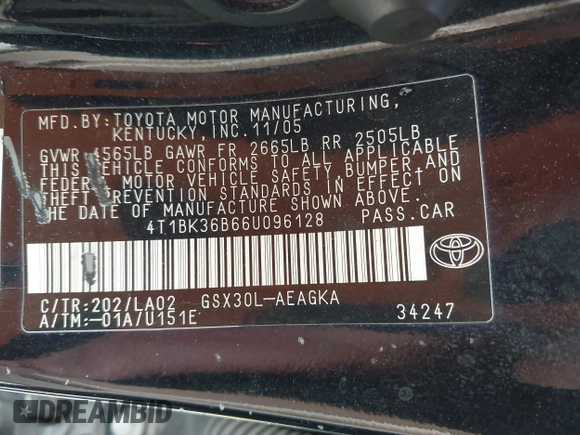 MFD.BY:TOYOTA MOTOR MANUFACTURING,
KENTUCKY,INC.11/05
GVWR 4565LB GAWR FR 2665LB RR 2505LB
THIS VEHICLE CONFORMS TO ALL APPLICABLE
FEDERAL MOTOR VEHICLE SAFETY,BUMPER,AND
THEFT PREVENTION STANDARDS IN EFFECT ON
THE DATE OF MANUFACTURE SHOWN ABOVE.
4T1BK36B66U096128 PASS.CAR
TOYOTA
C/TR:202/LA02 GSX30L-AEAGKA
A/TM:-01A/U151E 34247
DREAMBID